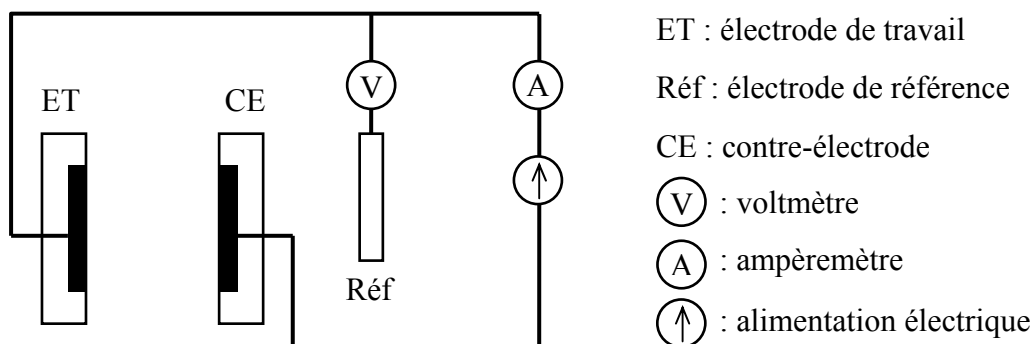 ET : électrode de travail
Réf : électrode de référence
CE : contre-électrode
V : voltmètre
A : ampèremètre
: alimentation électrique
ET
CE
V
A
Réf